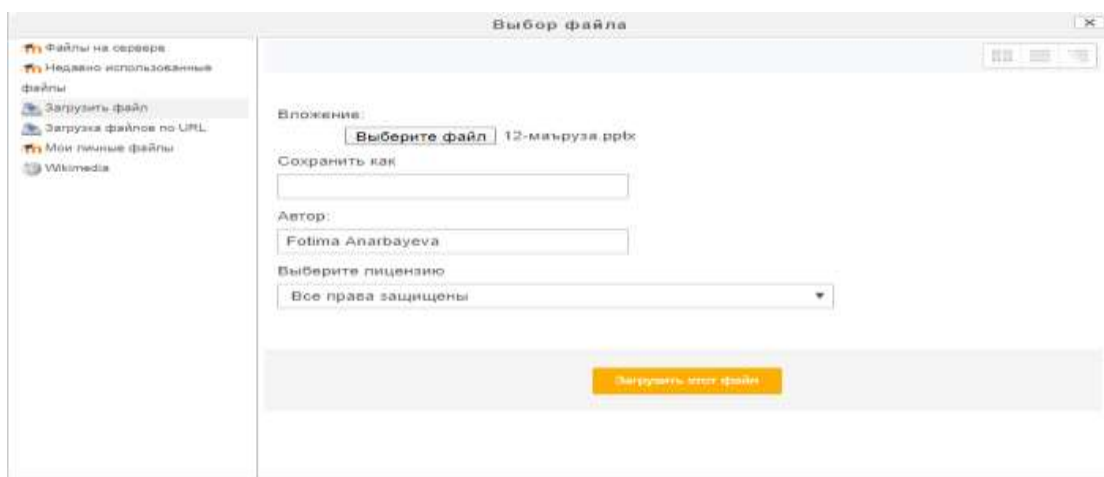 Выбор файла
Файлы на сервере
Недавно использованные
файлы
Загрузить файл
Загрузка файлов по URL
Мои личные файлы
Wikimedia
Вложение:
Выберите файл 12-маъруза.pptx
Сохранить как
Автор:
Fotima Anarbayeva
Выберите лицензию
Все права защищены
Загрузить этот файл